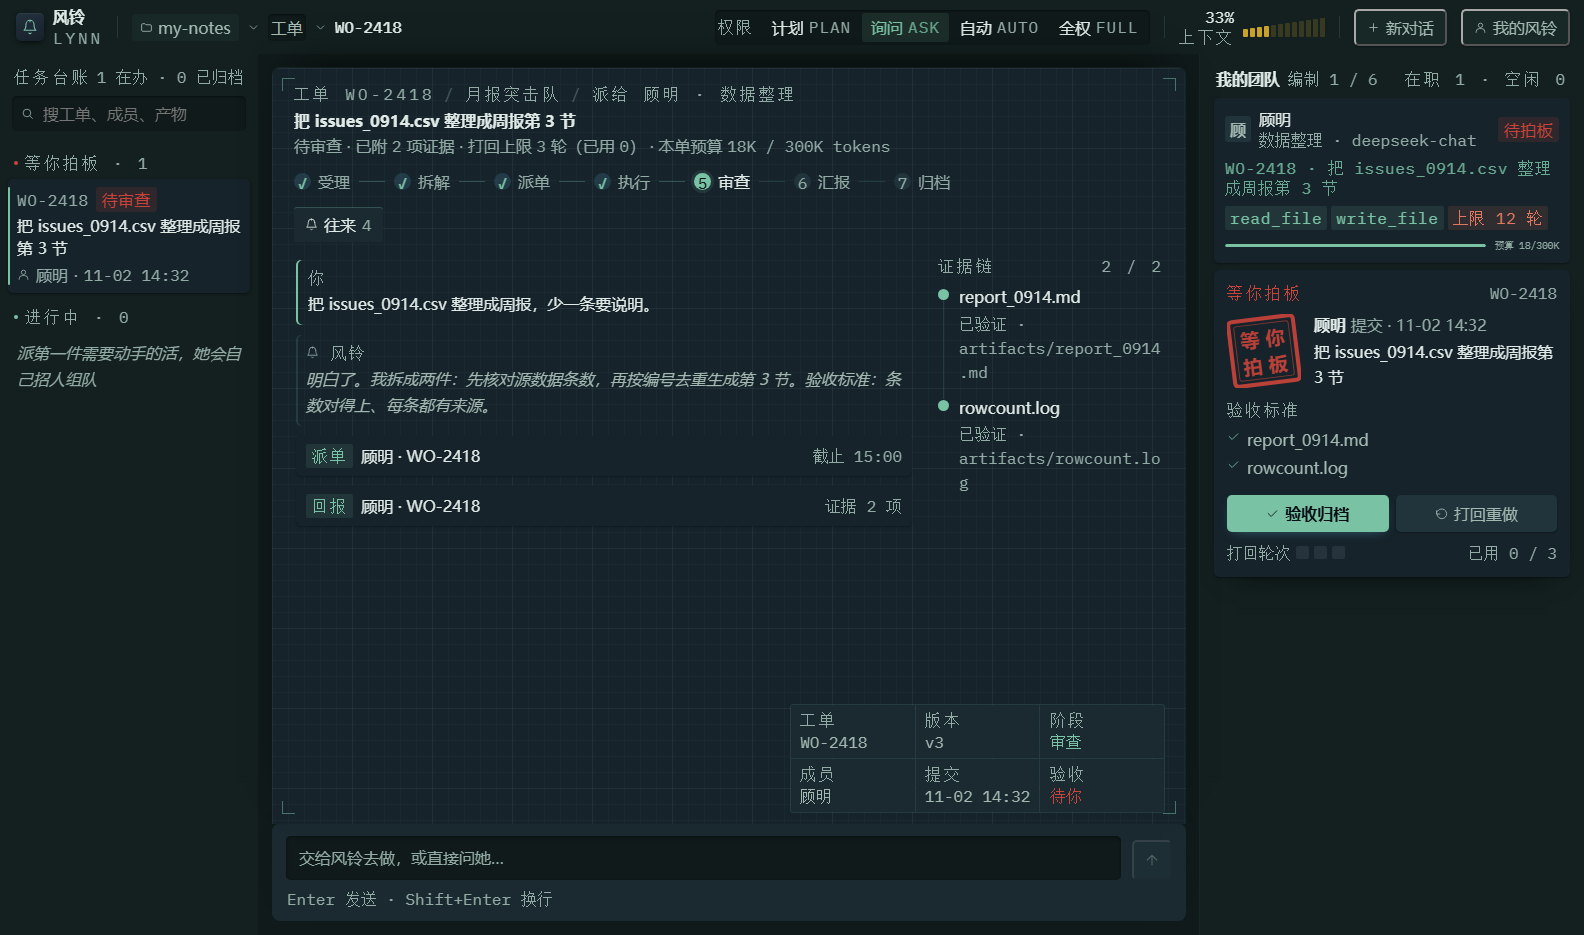 风铃
LYNN
my-notes
工单
WO-2418
权限
计划 PLAN
询问 ASK
自动 AUTO
全权 FULL
33%
上下文
新对话
我的风铃
任务台账 1 在办 · 0 已归档
搜工单、成员、产物
等你拍板 · 1
WO-2418 待审查
把 issues_0914.csv 整理成周报
第 3 节
顾明 · 11-02 14:32
进行中 · 0
派第一件需要动手的活，她会自
己招人组队
工单 WO-2418 / 月报突击队 / 派给 顾明 · 数据整理
把 issues_0914.csv 整理成周报第 3 节
待审查 · 已附 2 项证据 · 打回上限 3 轮（已用 0）· 本单预算 18K / 300K tokens
✓ 受理
✓ 拆解
✓ 派单
✓ 执行
5 审查
6 汇报
7 归档
往来 4
你
把 issues_0914.csv 整理成周报，少一条要说明。
风铃
明白了。我拆成两件：先核对源数据条数，再按编号去重生成第 3 节。验收标准：条
数对得上、每条都有来源。
派单 顾明 · WO-2418 截止 15:00
回报 顾明 · WO-2418 证据 2 项
证据链 2 / 2
report_0914.md
已验证 ·
artifacts/report_0914
.md
rowcount.log
已验证 ·
artifacts/rowcount.lo
g
工单 版本 阶段
WO-2418 v3 审查
成员 提交 验收
顾明 11-02 14:32 待你
交给风铃去做，或直接问她...
Enter 发送 · Shift+Enter 换行
我的团队 编制 1 / 6 在职 1 · 空闲 0
顾
顾明
数据整理 · deepseek-chat
待拍板
WO-2418 · 把 issues_0914.csv 整理
成周报第 3 节
read_file write_file 上限 12 轮
预算 18/300K
等你拍板 WO-2418
等你
拍板
顾明 提交 · 11-02 14:32
把 issues_0914.csv 整理成周报第
3 节
验收标准
report_0914.md
rowcount.log
验收归档
打回重做
打回轮次 已用 0 / 3